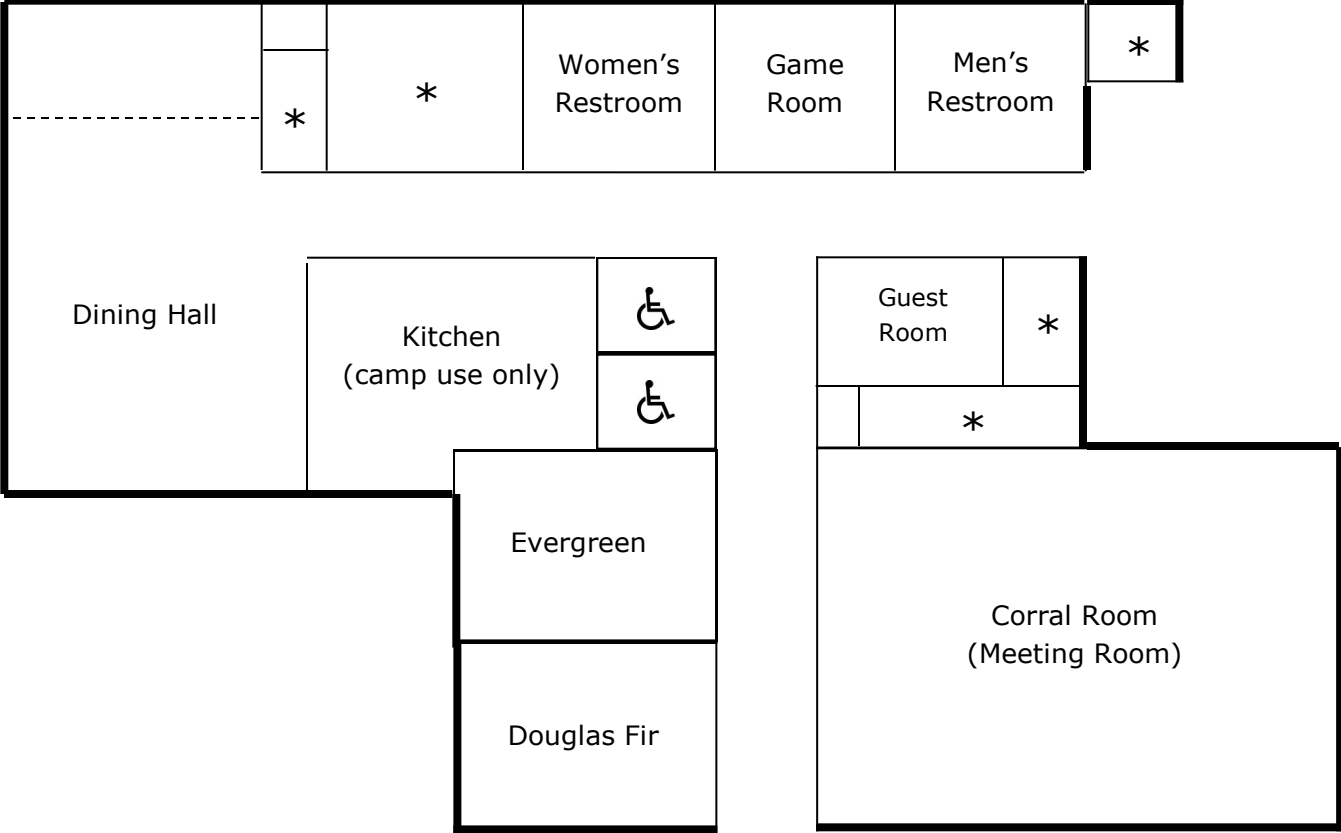 Women’s
Restroom
Game
Room
Men’s
Restroom
*
*
*
Dining Hall
Kitchen
(camp use only)
Guest
Room
*
*
Evergreen
Corral Room
(Meeting Room)
Douglas Fir